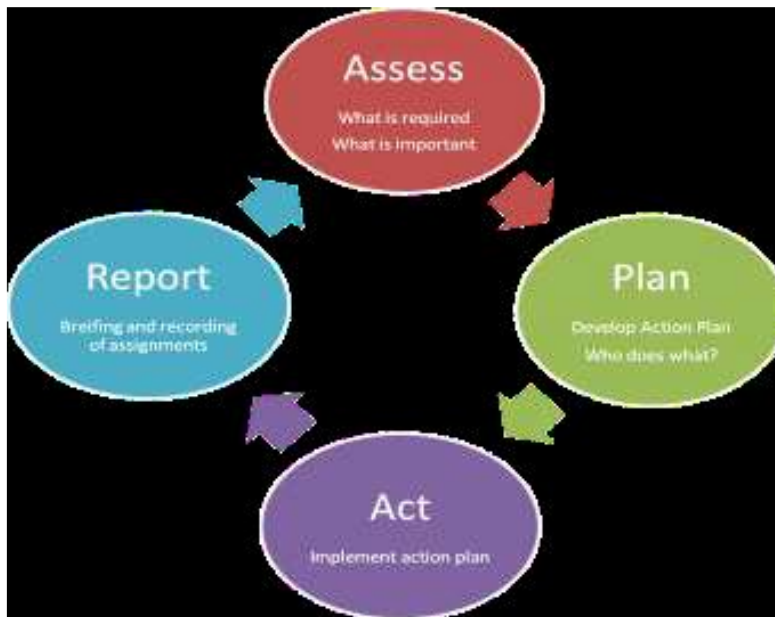 Assess
What is required
What is important
Plan
Develop Action Plan
Who does what?
Act
Implement action plan
Report
Breifing and recording
of assignments